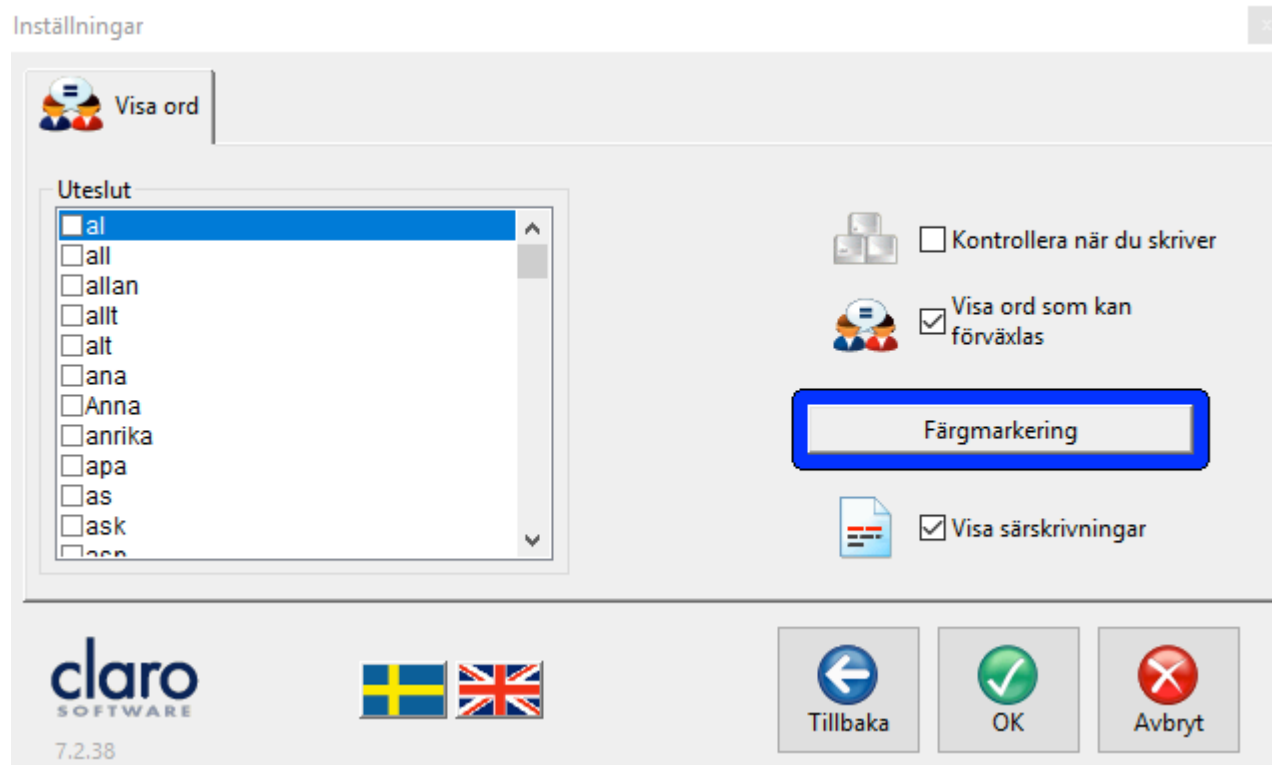 Inställningar
Visa ord
Uteslut
al
all
allan
allt
alt
ana
Anna
anrika
apa
as
ask
Kontrollera när du skriver
Visa ord som kan
förväxlas
Färgmarkering
Visa särskrivningar
claro
SOFTWARE
7.2.38
Tillbaka
OK
Avbryt